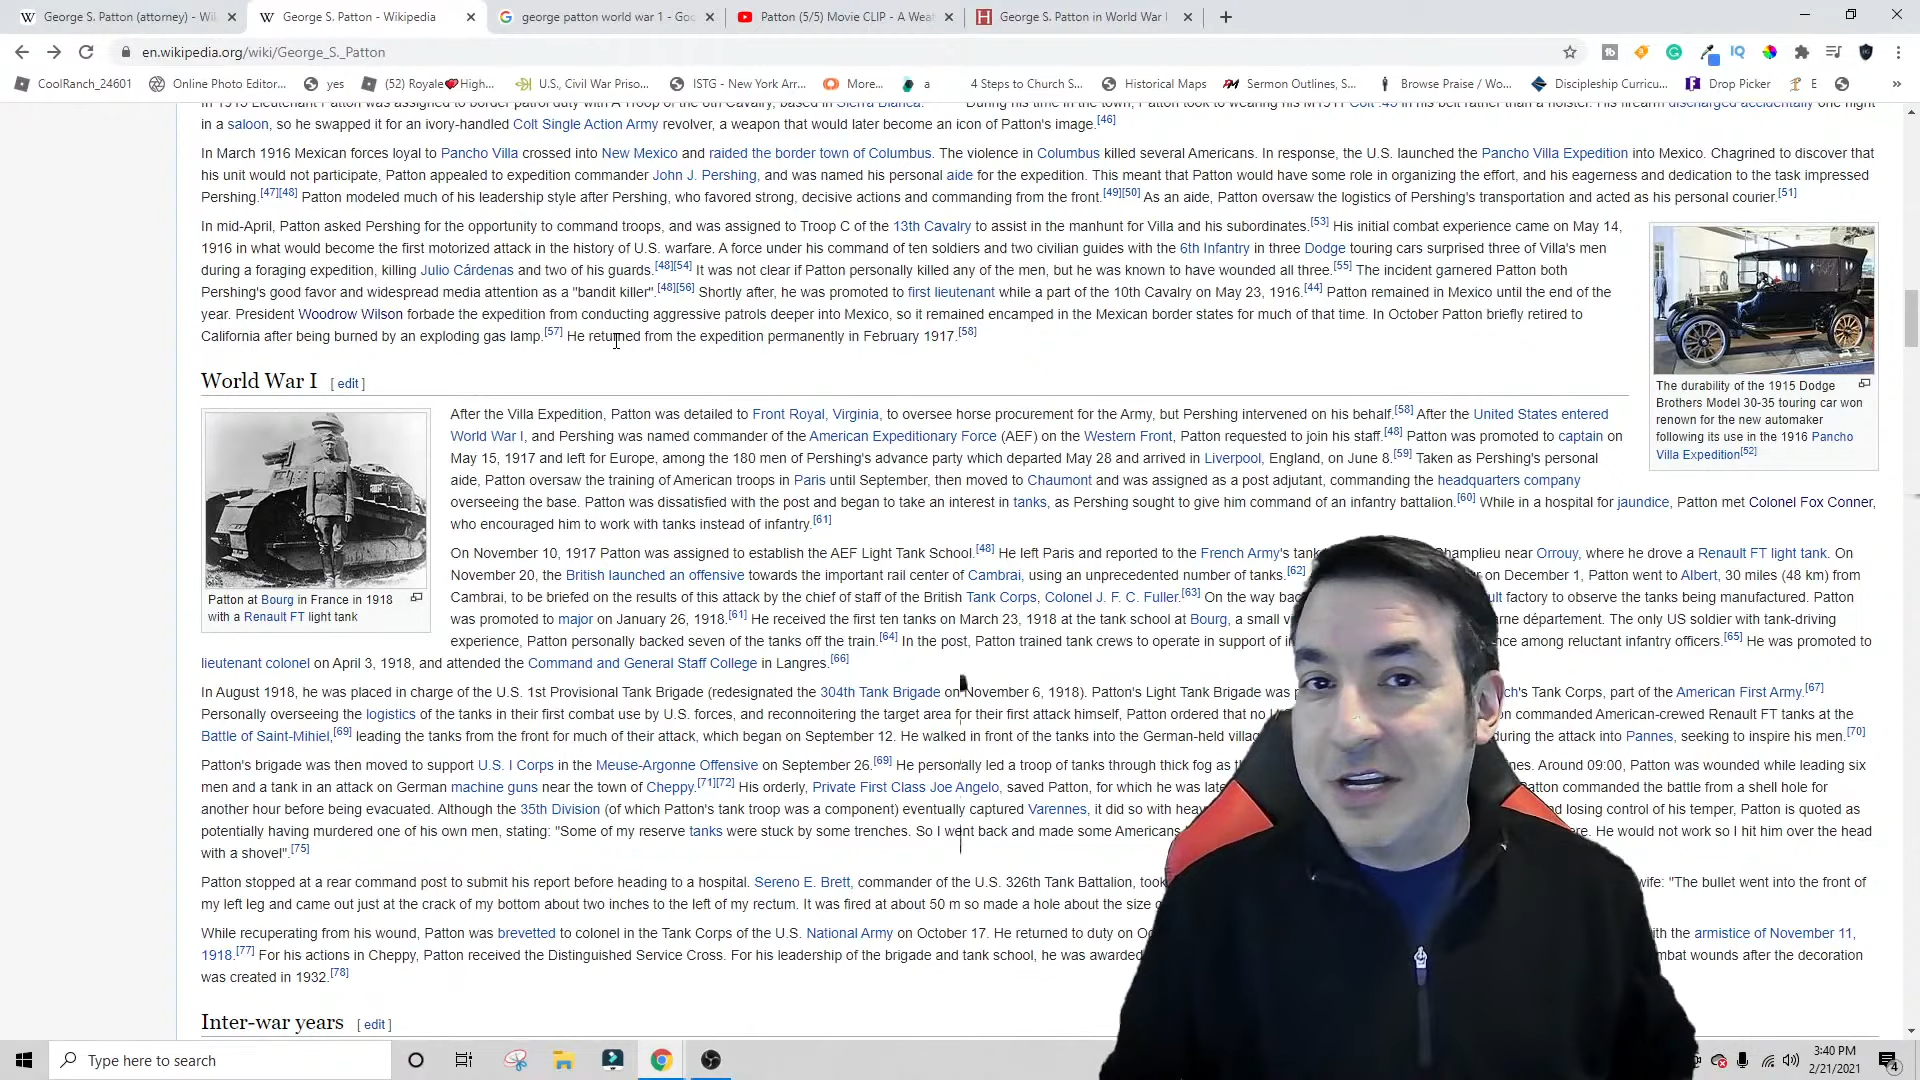 George S. Patton (attorney) - Wi
George S. Patton - Wikipedia
george patton world war 1 - Goo
Patton (5/5) Movie CLIP - A Weal
George S. Patton in World War I
en.wikipedia.org/wiki/George_S._Patton
CoolRanch_24601
Online Photo Editor...
yes
(52) Royale❤High...
U.S., Civil War Priso...
ISTG - New York Arr...
More...
a
4 Steps to Church S...
Historical Maps
Sermon Outlines, S...
Browse Praise / Wo...
Discipleship Curricu...
Drop Picker
E
in a saloon, so he swapped it for an ivory-handled Colt Single Action Army revolver, a weapon that would later become an icon of Patton's image.[46]
In March 1916 Mexican forces loyal to Pancho Villa crossed into New Mexico and raided the border town of Columbus. The violence in Columbus killed several Americans. In response, the U.S. launched the Pancho Villa Expedition into Mexico. Chagrined to discover that
his unit would not participate, Patton appealed to expedition commander John J. Pershing, and was named his personal aide for the expedition. This meant that Patton would have some role in organizing the effort, and his eagerness and dedication to the task impressed
Pershing.[47][48] Patton modeled much of his leadership style after Pershing, who favored strong, decisive actions and commanding from the front.[49][50] As an aide, Patton oversaw the logistics of Pershing's transportation and acted as his personal courier.[51]
In mid-April, Patton asked Pershing for the opportunity to command troops, and was assigned to Troop C of the 13th Cavalry to assist in the manhunt for Villa and his subordinates.[53] His initial combat experience came on May 14,
1916 in what would become the first motorized attack in the history of U.S. warfare. A force under his command of ten soldiers and two civilian guides with the 6th Infantry in three Dodge touring cars surprised three of Villa's men
during a foraging expedition, killing Julio Cárdenas and two of his guards.[48][54] It was not clear if Patton personally killed any of the men, but he was known to have wounded all three.[55] The incident garnered Patton both
Pershing's good favor and widespread media attention as a "bandit killer".[48][56] Shortly after, he was promoted to first lieutenant while a part of the 10th Cavalry on May 23, 1916.[44] Patton remained in Mexico until the end of the
year. President Woodrow Wilson forbade the expedition from conducting aggressive patrols deeper into Mexico, so it remained encamped in the Mexican border states for much of that time. In October Patton briefly retired to
California after being burned by an exploding gas lamp.[57] He returned from the expedition permanently in February 1917.[58]
The durability of the 1915 Dodge
Brothers Model 30-35 touring car won
renown for the new automaker
following its use in the 1916 Pancho
Villa Expedition[52]
World War I [ edit ]
After the Villa Expedition, Patton was detailed to Front Royal, Virginia, to oversee horse procurement for the Army, but Pershing intervened on his behalf.[58] After the United States entered
World War I, and Pershing was named commander of the American Expeditionary Force (AEF) on the Western Front, Patton requested to join his staff.[48] Patton was promoted to captain on
May 15, 1917 and left for Europe, among the 180 men of Pershing's advance party which departed May 28 and arrived in Liverpool, England, on June 8.[59] Taken as Pershing's personal
aide, Patton oversaw the training of American troops in Paris until September, then moved to Chaumont and was assigned as a post adjutant, commanding the headquarters company
overseeing the base. Patton was dissatisfied with the post and began to take an interest in tanks, as Pershing sought to give him command of an infantry battalion.[60] While in a hospital for jaundice, Patton met Colonel Fox Conner,
who encouraged him to work with tanks instead of infantry.[61]
Patton at Bourg in France in 1918
with a Renault FT light tank
On November 10, 1917 Patton was assigned to establish the AEF Light Tank School.[48] He left Paris and reported to the French Army's tank Champlieu near Orrouy, where he drove a Renault FT light tank. On
November 20, the British launched an offensive towards the important rail center of Cambrai, using an unprecedented number of tanks.[62] on December 1, Patton went to Albert, 30 miles (48 km) from
Cambrai, to be briefed on the results of this attack by the chief of staff of the British Tank Corps, Colonel J. F. C. Fuller.[63] On the way factory to observe the tanks being manufactured. Patton
was promoted to major on January 26, 1918.[61] He received the first ten tanks on March 23, 1918 at the tank school at Bourg, a small département. The only US soldier with tank-driving
experience, Patton personally backed seven of the tanks off the train.[64] In the post, Patton trained tank crews to operate in support of among reluctant infantry officers.[65] He was promoted to
lieutenant colonel on April 3, 1918, and attended the Command and General Staff College in Langres.[66]
In August 1918, he was placed in charge of the U.S. 1st Provisional Tank Brigade (redesignated the 304th Tank Brigade on November 6, 1918). Patton's Light Tank Brigade was Tank Corps, part of the American First Army.[67]
Personally overseeing the logistics of the tanks in their first combat use by U.S. forces, and reconnoitering the target area for their first attack himself, Patton ordered that no commanded American-crewed Renault FT tanks at the
Battle of Saint-Mihiel,[69] leading the tanks from the front for much of their attack, which began on September 12. He walked in front of the tanks into the German-held during the attack into Pannes, seeking to inspire his men.[70]
Patton's brigade was then moved to support U.S. I Corps in the Meuse-Argonne Offensive on September 26.[69] He personally led a troop of tanks through thick fog as Around 09:00, Patton was wounded while leading six
men and a tank in an attack on German machine guns near the town of Cheppy.[71][72] His orderly, Private First Class Joe Angelo, saved Patton, for which he was Patton commanded the battle from a shell hole for
another hour before being evacuated. Although the 35th Division (of which Patton's tank troop was a component) eventually captured Varennes, it did so with losing control of his temper, Patton is quoted as
potentially having murdered one of his own men, stating: "Some of my reserve tanks were stuck by some trenches. So I went back and made some Americans He would not work so I hit him over the head
with a shovel".[75]
Patton stopped at a rear command post to submit his report before heading to a hospital. Sereno E. Brett, commander of the U.S. 326th Tank Battalion, took wife: "The bullet went into the front of
my left leg and came out just at the crack of my bottom about two inches to the left of my rectum. It was fired at about 50 m so made a hole about the size
While recuperating from his wound, Patton was brevetted to colonel in the Tank Corps of the U.S. National Army on October 17. He returned to duty on the armistice of November 11,
1918.[77] For his actions in Cheppy, Patton received the Distinguished Service Cross. For his leadership of the brigade and tank school, he was awarded combat wounds after the decoration
was created in 1932.[78]
Inter-war years [ edit ]
Type here to search
3:40 PM
2/21/2021
4